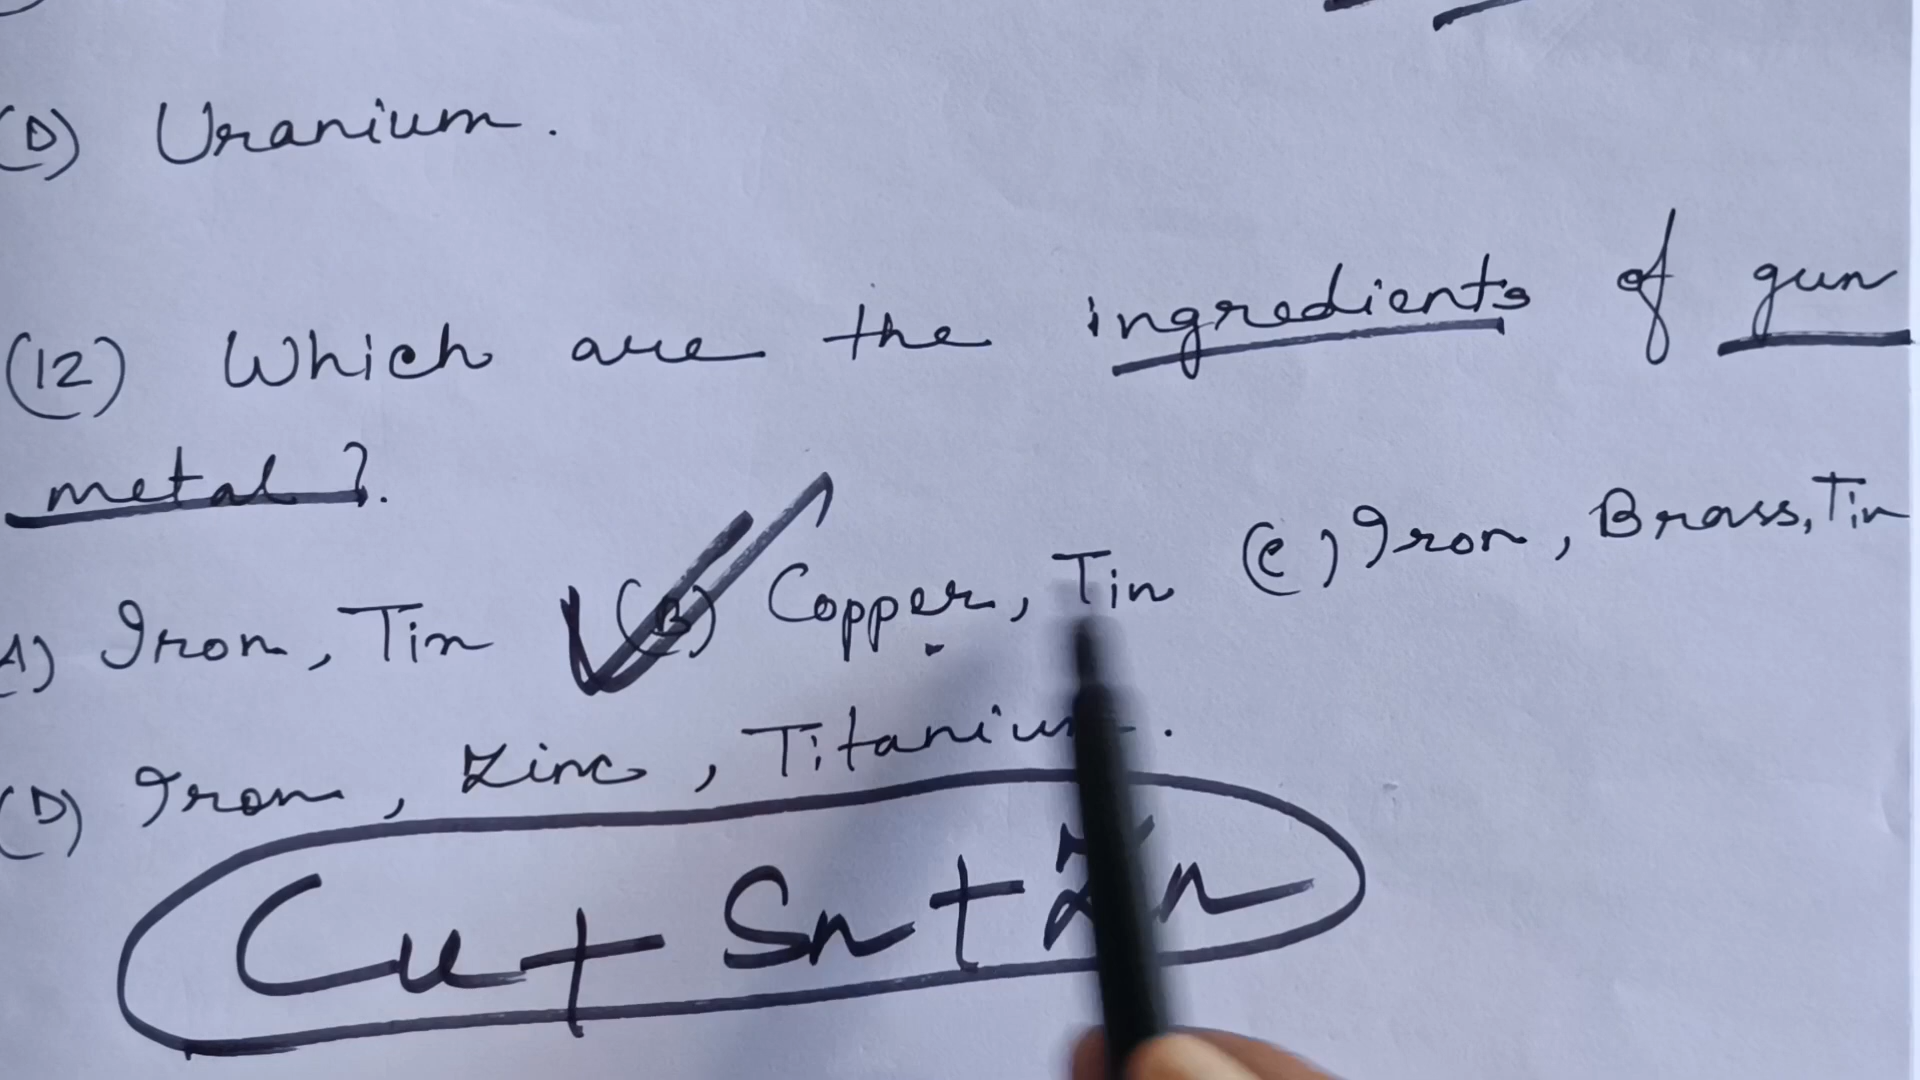 (D) Uranium.
(12) Which are the ingredients of gun
metal?.
A) Iron, Tin (B) Copper, Tin (C) Iron, Brass, Tin
(D) Iron, Zinc, Titanium.
Cu + Sn + Zn